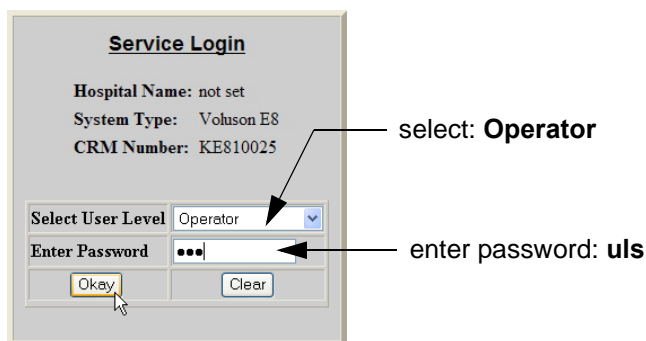 Service Login
Hospital Name: not set
System Type: Voluson E8
CRM Number: KE810025
select: Operator
Select User Level Operator
Enter Password ●●●
enter password: uls
Okay Clear